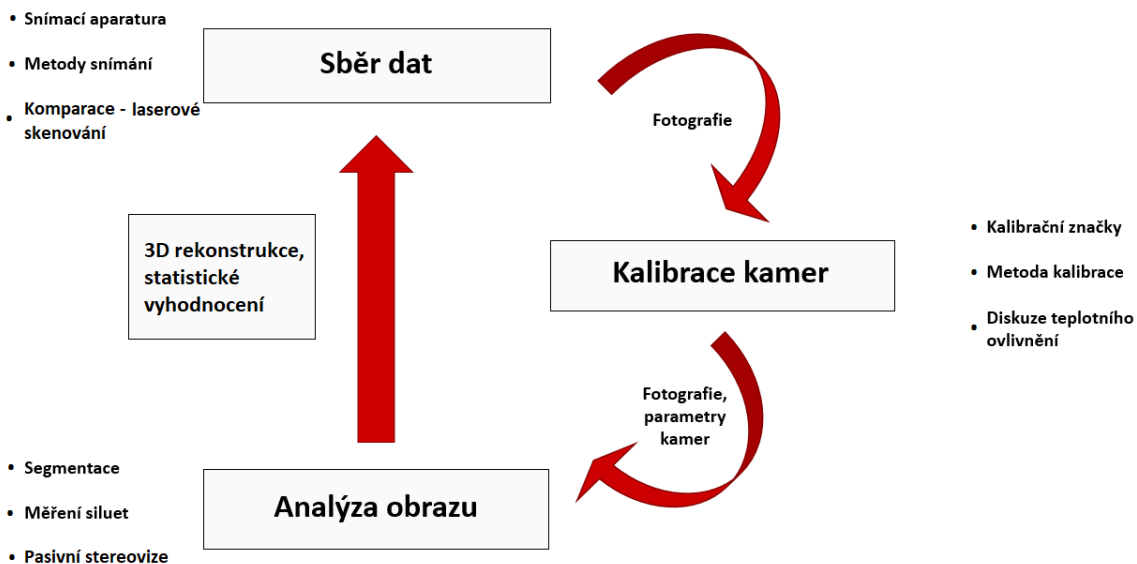 • Snímací aparatura
• Metody snímání
• Komparace - laserové
skenování
Sběr dat
Fotografie
Kalibrace kamer
• Kalibrační značky
• Metoda kalibrace
• Diskuze teplotního
ovlivnění
Fotografie,
parametry
kamer
Analýza obrazu
• Segmentace
• Měření siluet
• Pasivní stereovize
3D rekonstrukce,
statistické
vyhodnocení